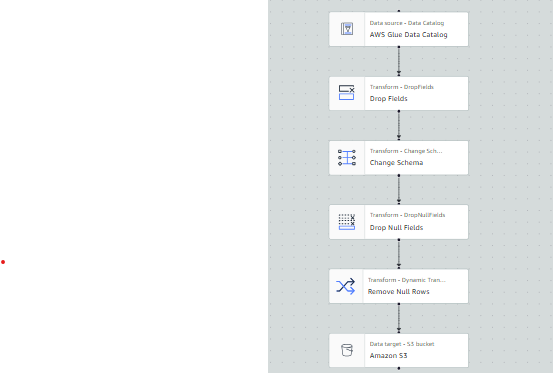 Data source - Data Catalog
AWS Glue Data Catalog
Transform - DropFields
Drop Fields
Transform - Change Sch...
Change Schema
Transform - DropNullFields
Drop Null Fields
Transform - Dynamic Tran...
Remove Null Rows
Data target - S3 bucket
Amazon S3